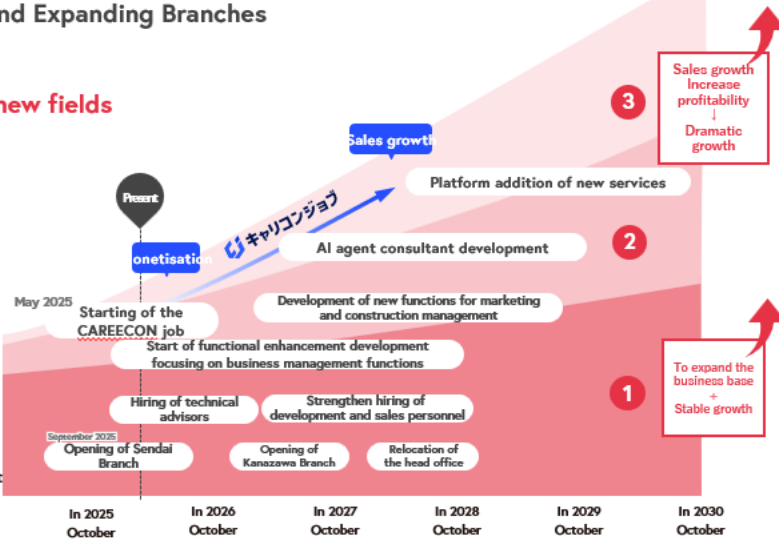 nd Expanding Branches
new fields
Sales growth
Increase
profitability
↓
Dramatic
growth
3
Sales growth
Platform addition of new services
Present
キャリコンジョブ
2
AI agent consultant development
onetisation
May 2025
Starting of the
CAREECON job
Development of new functions for marketing
and construction management
Start of functional enhancement development
focusing on business management functions
To expand the
business base
+
Stable growth
1
Hiring of technical
advisors
Strengthen hiring of
development and sales personnel
September 2025
Opening of Sendai
Branch
Opening of
Kanazawa Branch
Relocation of
the head office
t
In 2025
October
In 2026
October
In 2027
October
In 2028
October
In 2029
October
In 2030
October